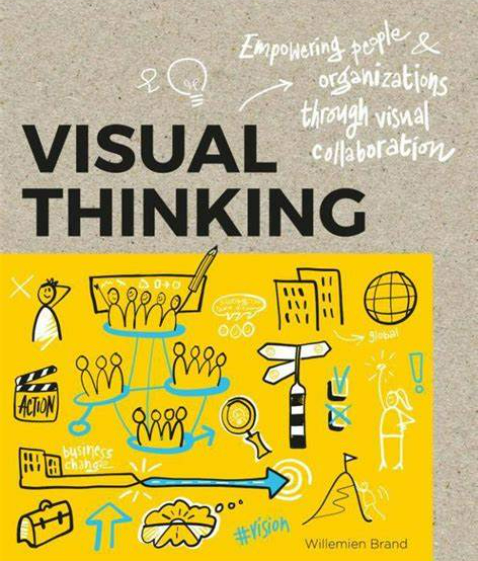 Empowering people &
organizations
through visual
collaboration
VISUAL
THINKING
global
ACTION
business
change
#vision
Willemien Brand